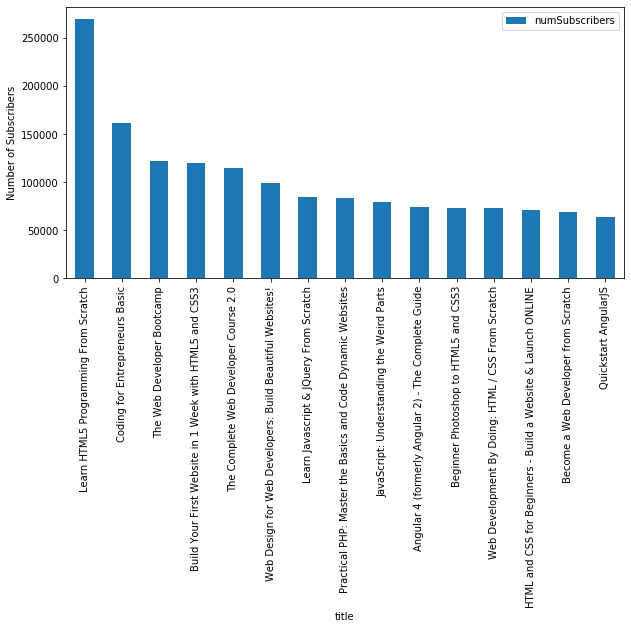 numSubscribers
Number of Subscribers
250000
200000
150000
100000
50000
0
Learn HTML5 Programming From Scratch
Coding for Entrepreneurs Basic
The Web Developer Bootcamp
Build Your First Website in 1 Week with HTML5 and CSS3
The Complete Web Developer Course 2.0
Web Design for Web Developers: Build Beautiful Websites!
Learn Javascript & JQuery From Scratch
Practical PHP: Master the Basics and Code Dynamic Websites
JavaScript: Understanding the Weird Parts
Angular 4 (formerly Angular 2) - The Complete Guide
Beginner Photoshop to HTML5 and CSS3
Web Development By Doing: HTML / CSS From Scratch
HTML and CSS for Beginners - Build a Website & Launch ONLINE
Become a Web Developer from Scratch
Quickstart AngularJS
title